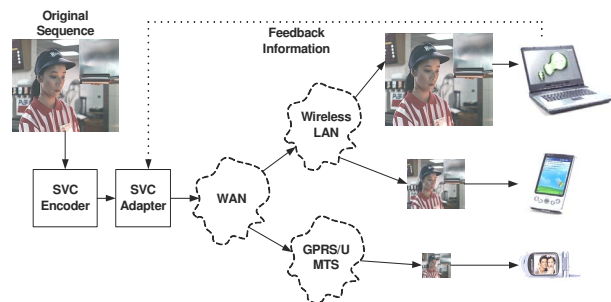 Original
Sequence
Feedback
Information
Wireless
LAN
SVC
Encoder
SVC
Adapter
WAN
GPRS/U
MTS